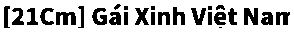 [21Cm] Gái Xinh Việt Nam